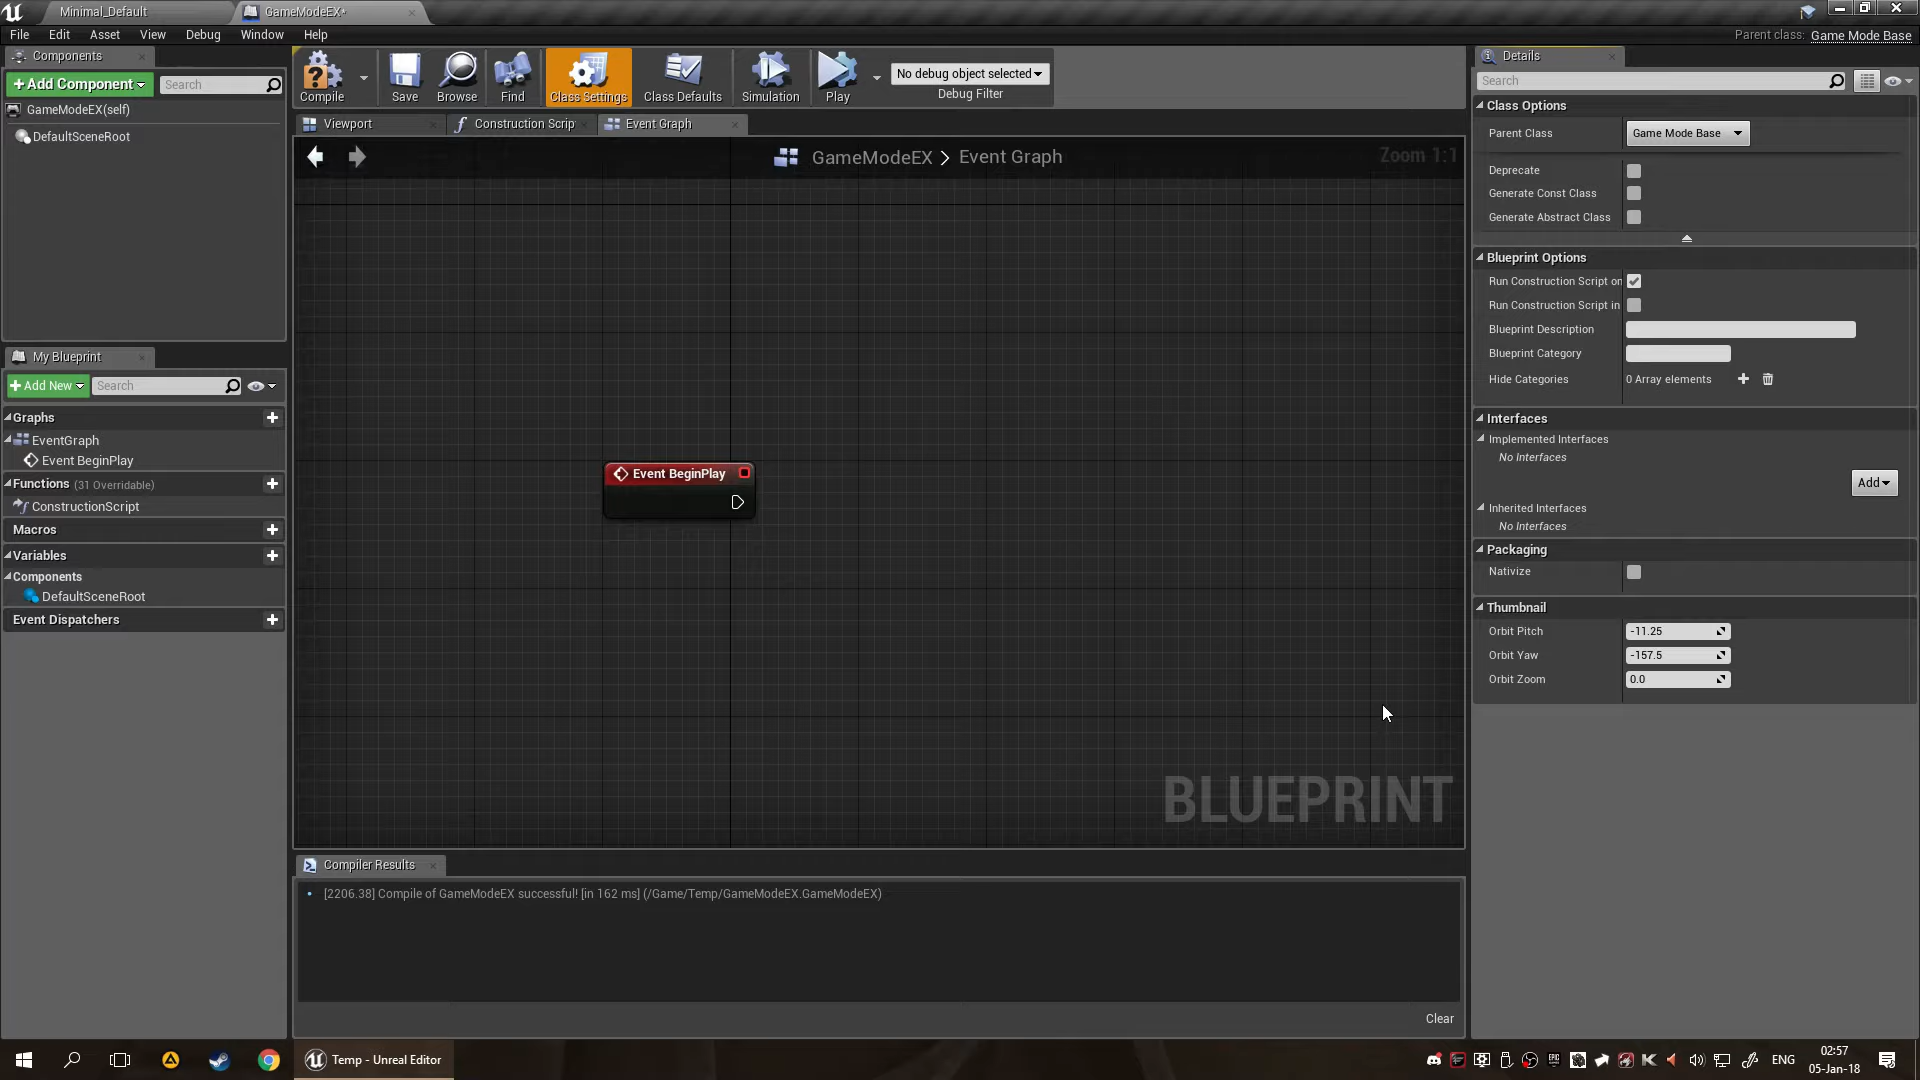 Minimal_Default
GameModeEX*
File Edit Asset View Debug Window Help
Parent class: Game Mode Base
Components
+ Add Component
Search
GameModeEX(self)
DefaultSceneRoot
My Blueprint
+ Add New
Search
Graphs
EventGraph
Event BeginPlay
Functions (31 Overridable)
ConstructionScript
Macros
Variables
Components
DefaultSceneRoot
Event Dispatchers
Compile
Save
Browse
Find
Class Settings
Class Defaults
Simulation
Play
No debug object selected
Debug Filter
Viewport
Construction Scrip
Event Graph
GameModeEX > Event Graph
Zoom 1:1
Event BeginPlay
BLUEPRINT
Compiler Results
[2206.38] Compile of GameModeEX successful! [in 162 ms] (/Game/Temp/GameModeEX.GameModeEX)
Clear
Details
Search
Class Options
Parent Class
Game Mode Base
Deprecate
Generate Const Class
Generate Abstract Class
Blueprint Options
Run Construction Script on
Run Construction Script in
Blueprint Description
Blueprint Category
Hide Categories
0 Array elements
Interfaces
Implemented Interfaces
No Interfaces
Add
Inherited Interfaces
No Interfaces
Packaging
Nativize
Thumbnail
Orbit Pitch
-11.25
Orbit Yaw
-157.5
Orbit Zoom
0.0
Temp - Unreal Editor
ENG
02:57
05-Jan-18